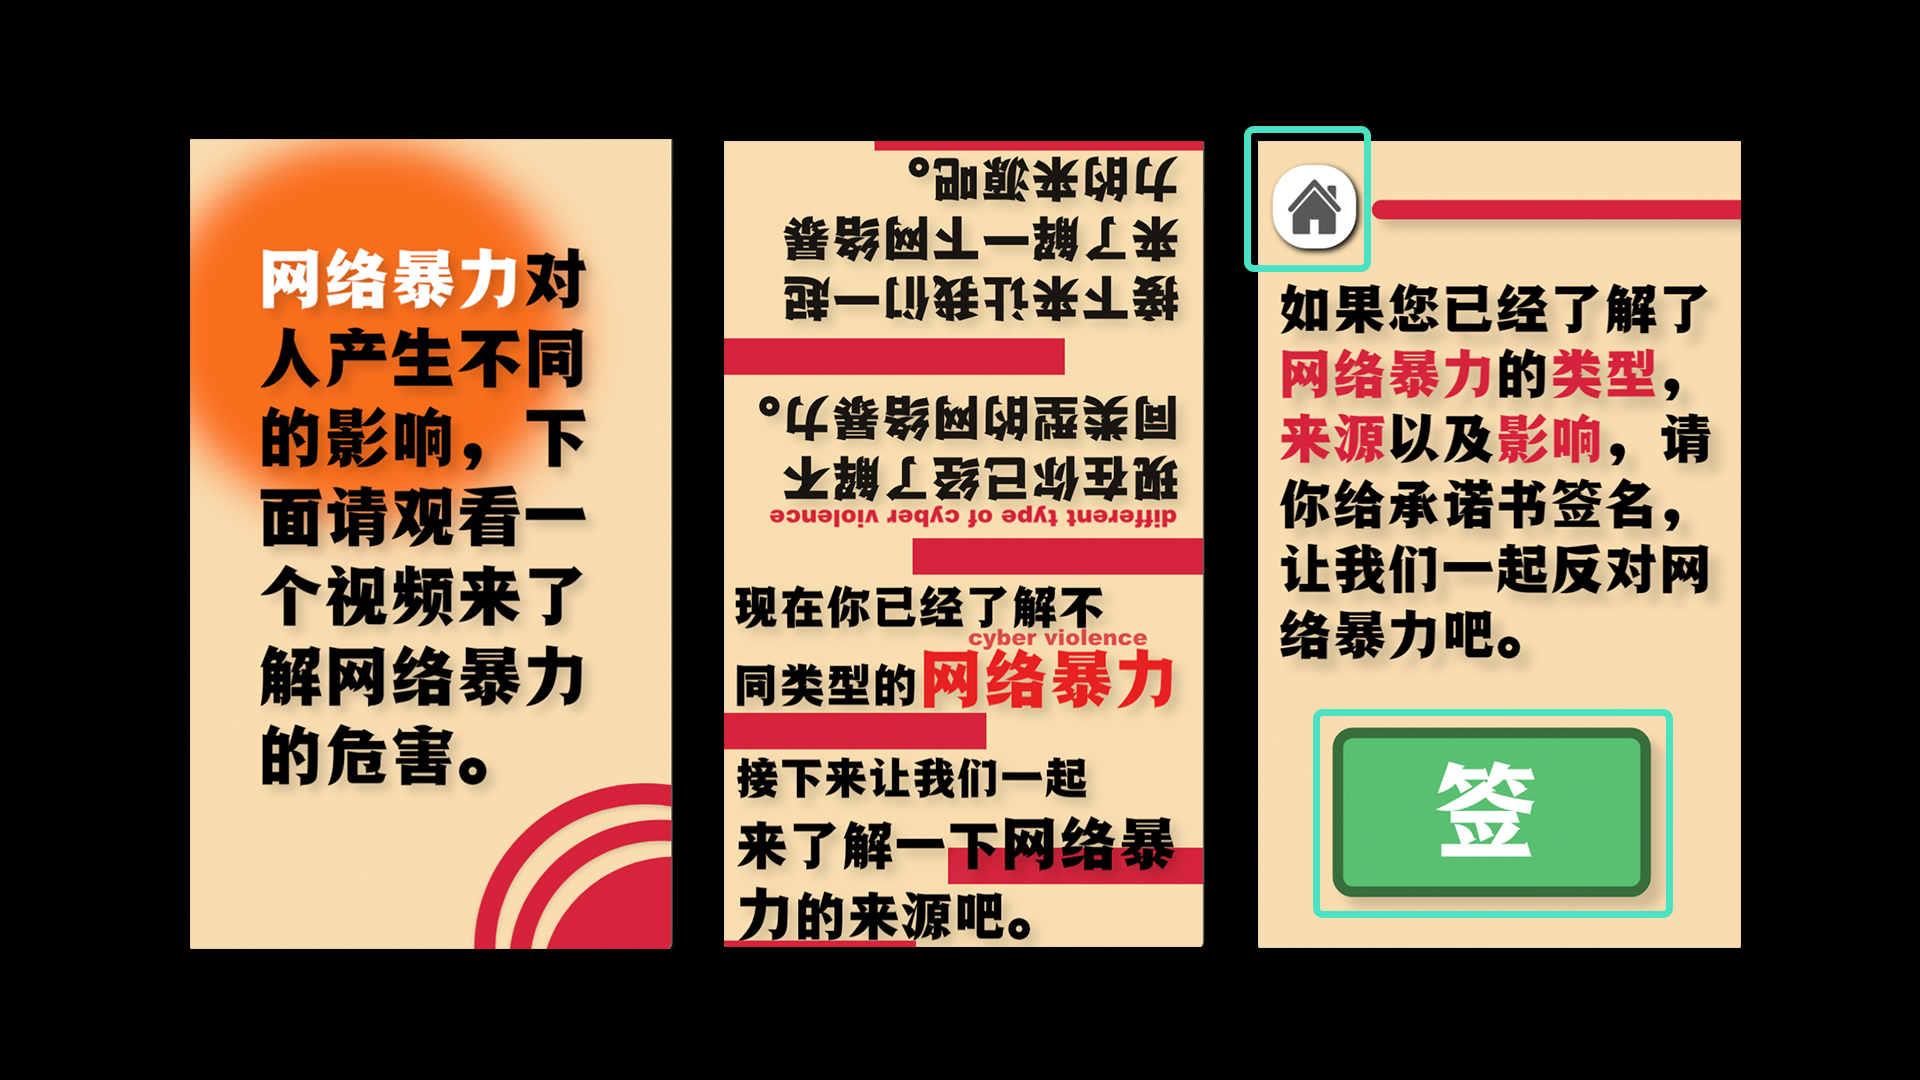 网络暴力对
人产生不同
的影响，下
面请观看一
个视频来了
解网络暴力
的危害。
different type of cyber violence
现在你已经了解不
同类型的网络暴力。
接下来让我们一起
来了解一下网络暴
力的来源吧。
现在你已经了解不
cyber violence
同类型的网络暴力
接下来让我们一起
来了解一下网络暴
力的来源吧。
如果您已经了解了
网络暴力的类型，
来源以及影响，请
你给承诺书签名，
让我们一起反对网
络暴力吧。
签